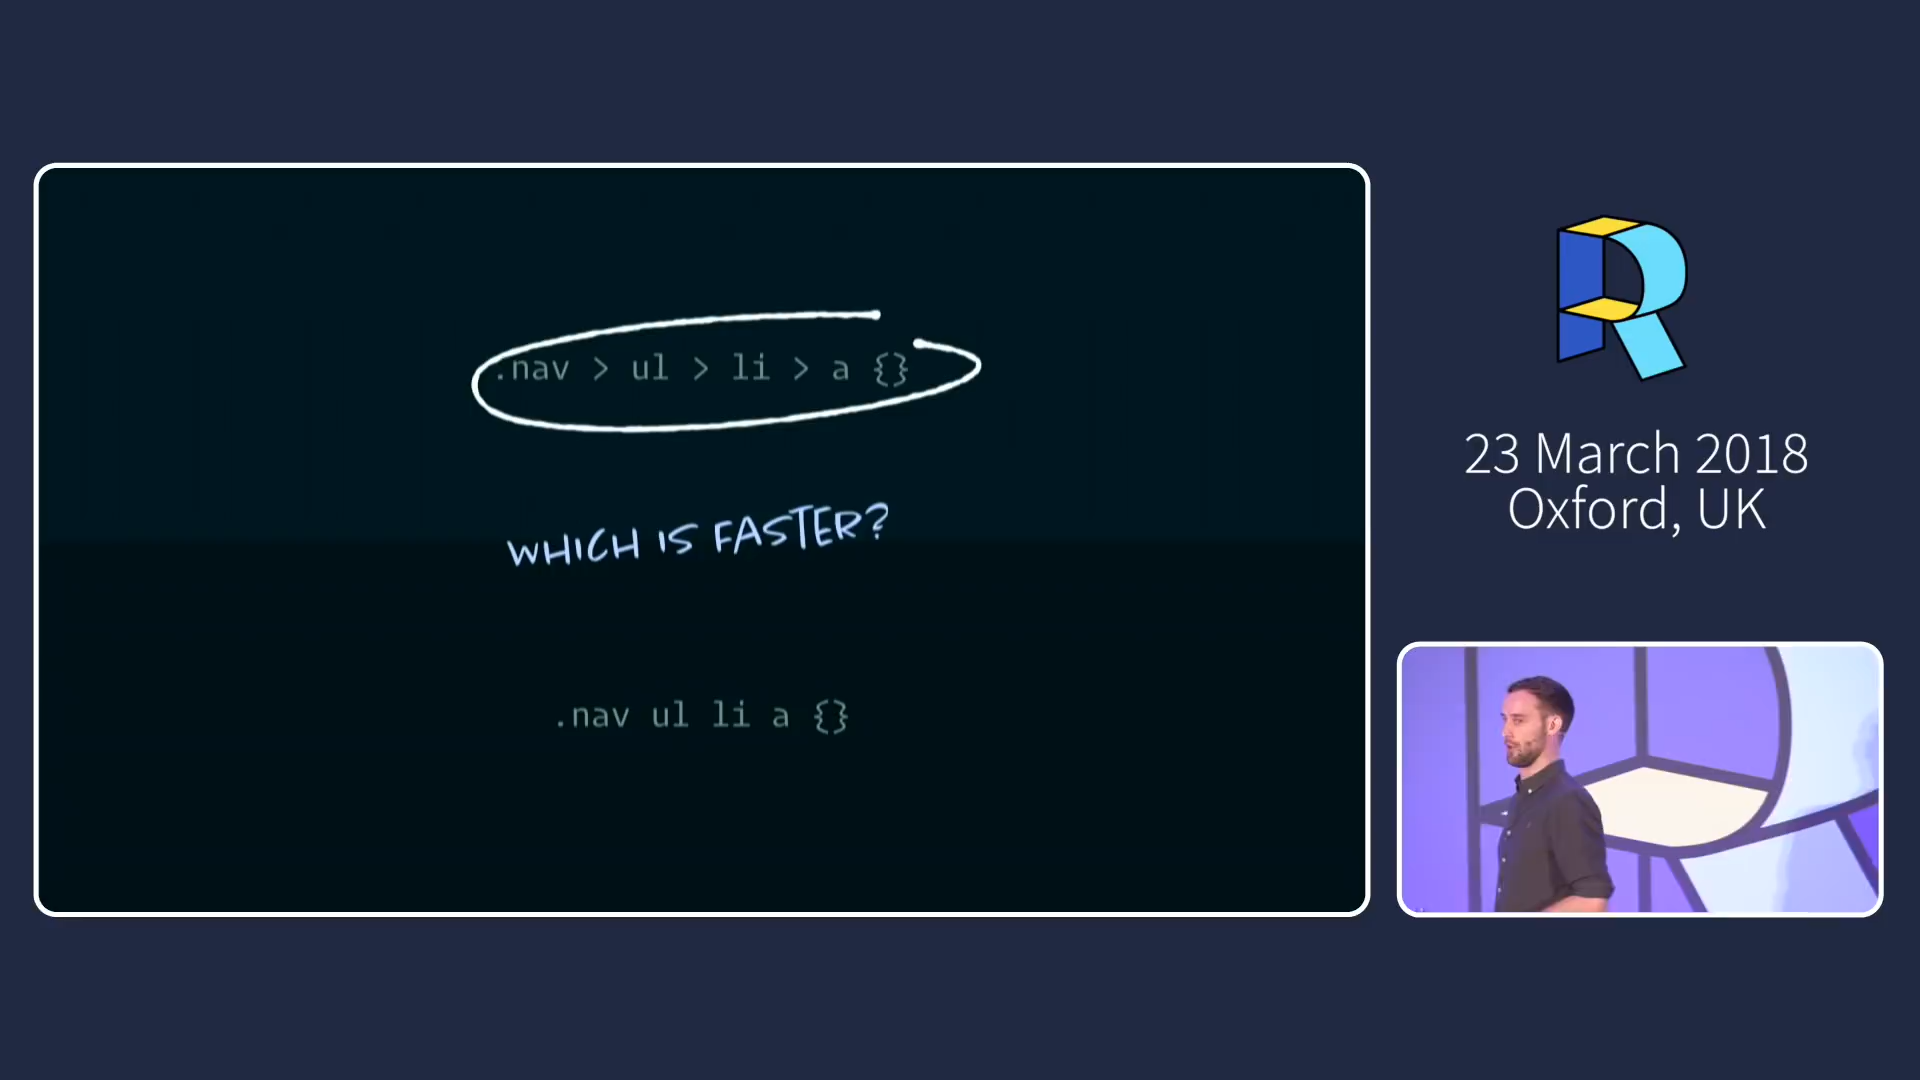 .nav > ul > li > a {}
WHICH IS FASTER?
.nav ul li a {}
23 March 2018
Oxford, UK